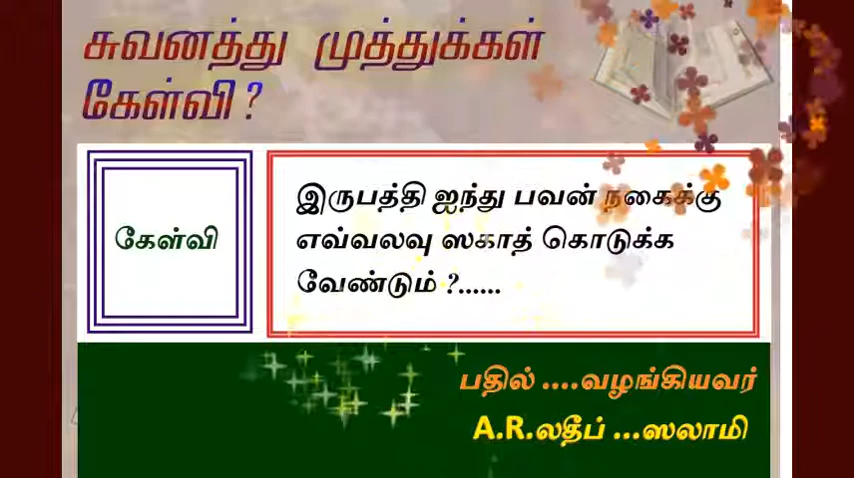 சுவனத்து முத்துக்கள்
கேள்வி ?
கேள்வி
இருபத்தி ஐந்து பவன் நகைக்கு
எவ்வலவு ஸகாத் கொடுக்க
வேண்டும் ?......
பதில் ....வழங்கியவர்
A.R.லதீப் ...ஸலாமி